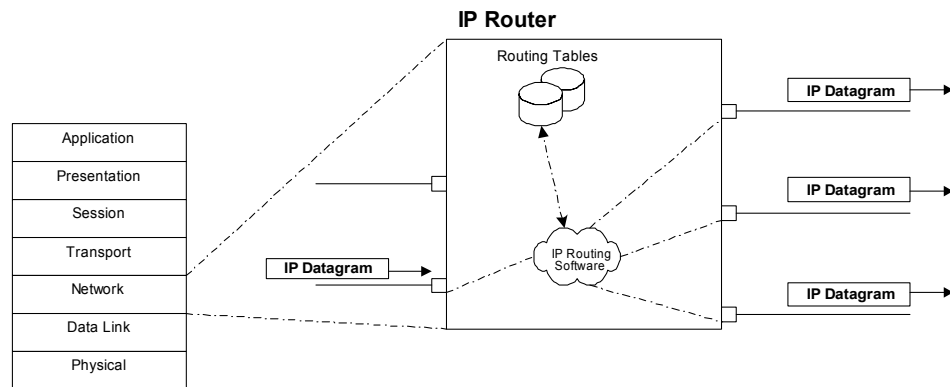 IP Router
Routing Tables
IP Datagram
Application
Presentation
Session
Transport
Network
Data Link
Physical
IP Datagram
IP Datagram
IP Routing
Software
IP Datagram